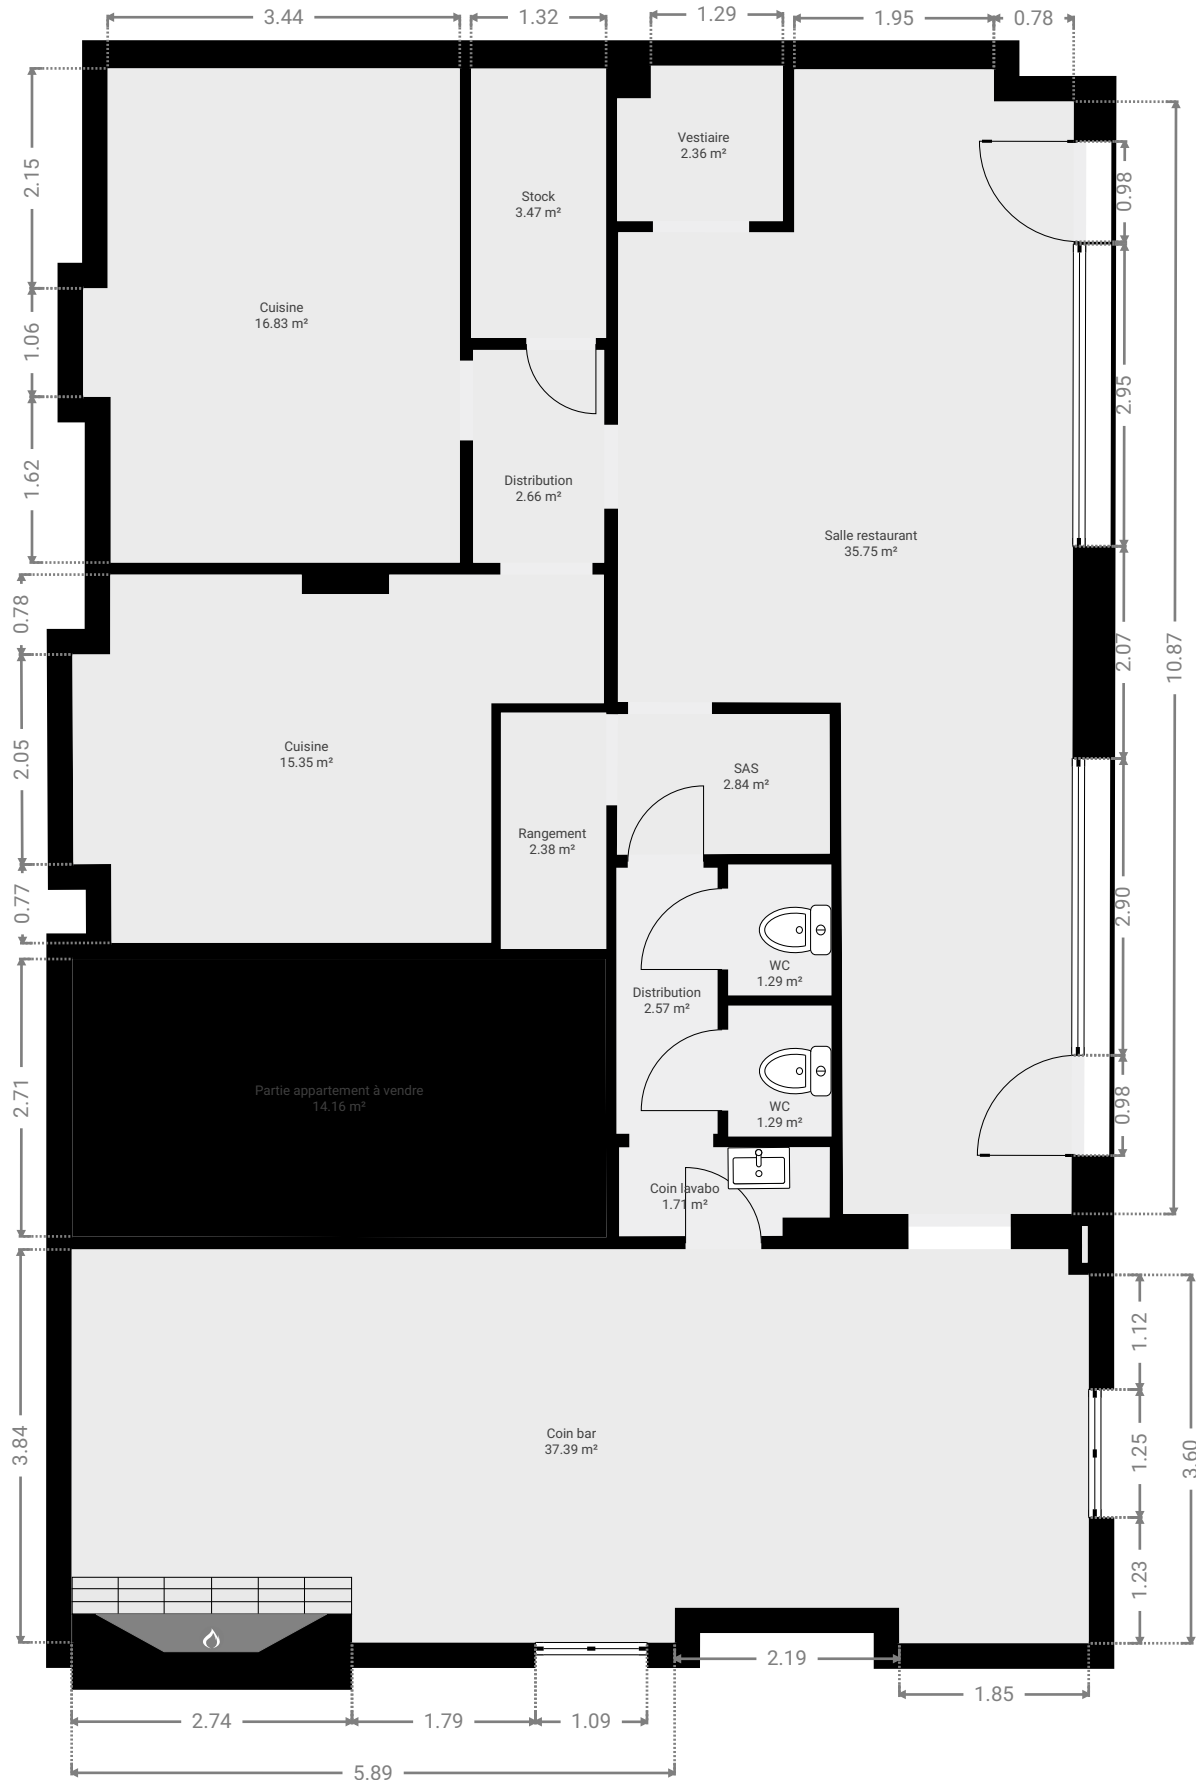 3.44
1.32
1.29
1.95
0.78
2.15
1.06
1.62
0.78
2.05
0.77
2.71
3.84
Vestiaire
2.36 m²
Stock
3.47 m²
Cuisine
16.83 m²
Distribution
2.66 m²
Salle restaurant
35.75 m²
Cuisine
15.35 m²
SAS
2.84 m²
Rangement
2.38 m²
WC
1.29 m²
Distribution
2.57 m²
WC
1.29 m²
Partie appartement à vendre
14.16 m²
Coin lavabo
1.71 m²
Coin bar
37.39 m²
0.98
2.95
2.07
10.87
2.90
0.98
1.12
1.25
3.60
1.23
2.19
1.85
2.74
1.79
1.09
5.89